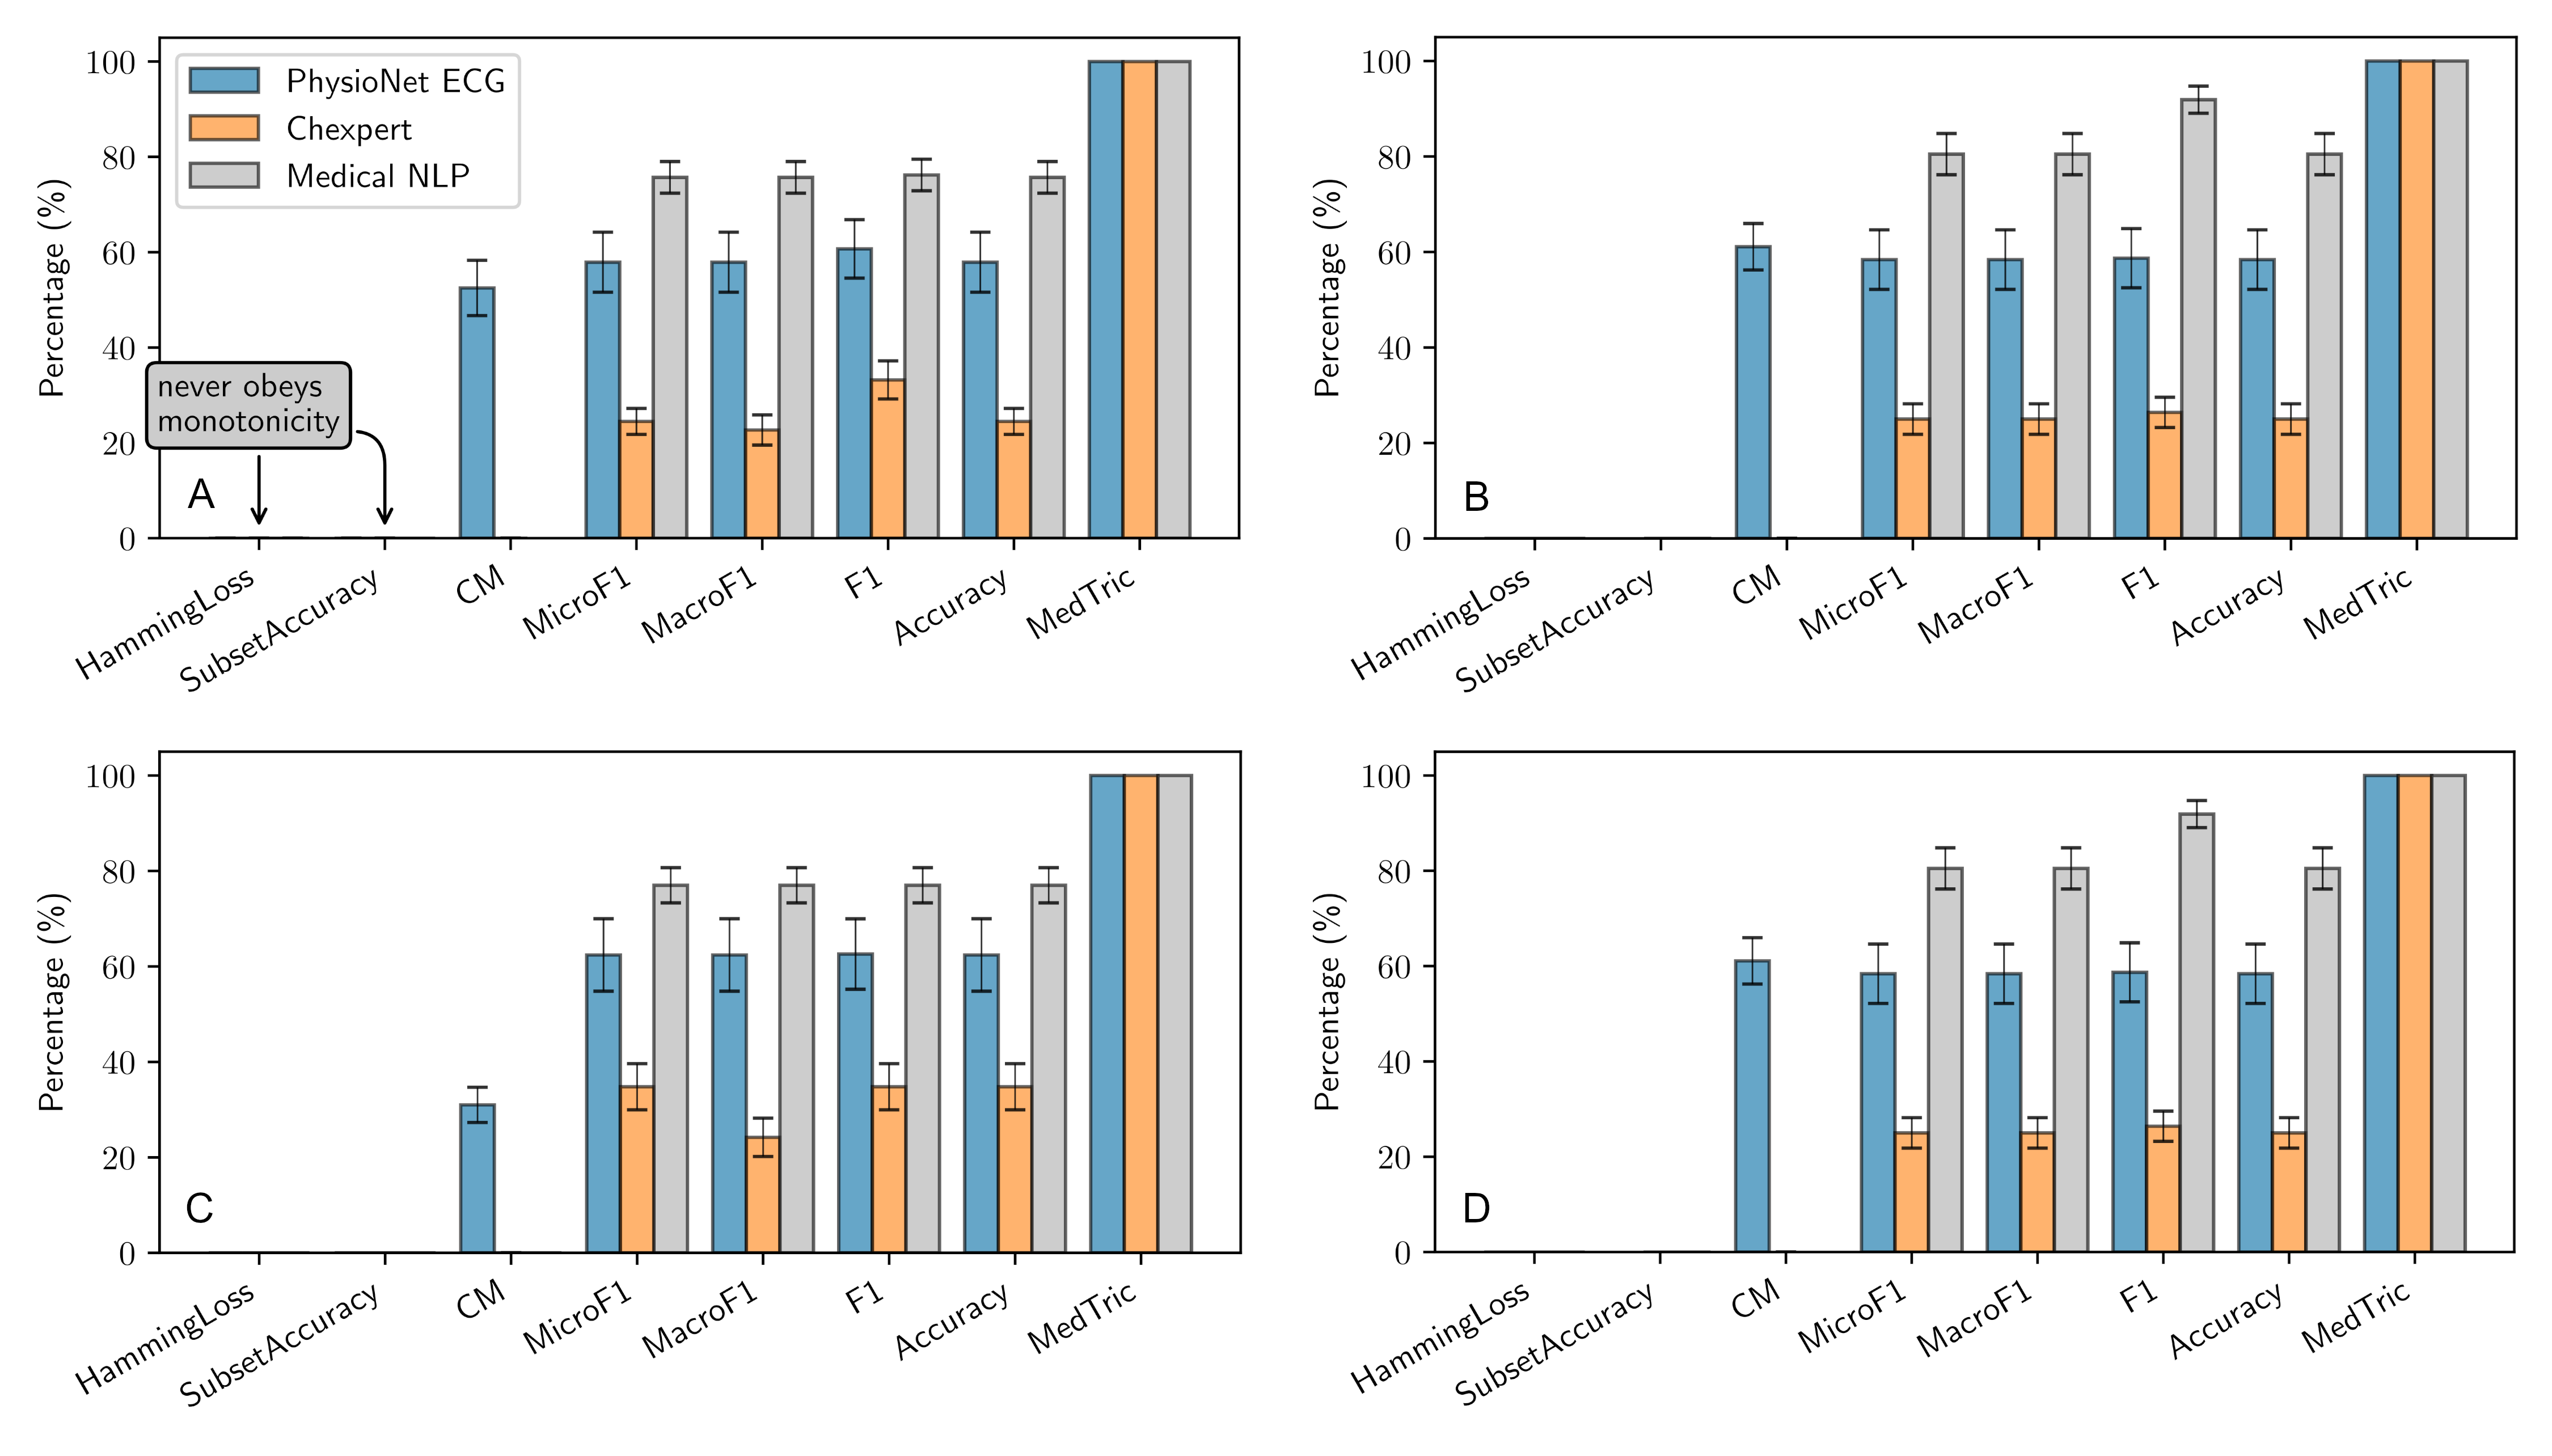 100
80
60
40
20
0
Percentage (%)
PhysioNet ECG
Chexpert
Medical NLP
never obeys
monotonicity
A
HammingLoss
SubsetAccuracy
CM
MicroF1
MacroF1
F1
Accuracy
MedTric
100
80
60
40
20
0
Percentage (%)
B
HammingLoss
SubsetAccuracy
CM
MicroF1
MacroF1
F1
Accuracy
MedTric
100
80
60
40
20
0
Percentage (%)
C
HammingLoss
SubsetAccuracy
CM
MicroF1
MacroF1
F1
Accuracy
MedTric
100
80
60
40
20
0
Percentage (%)
D
HammingLoss
SubsetAccuracy
CM
MicroF1
MacroF1
F1
Accuracy
MedTric